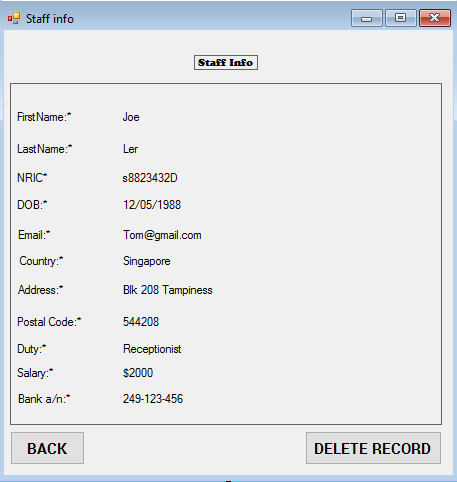 Staff info
Staff Info
FirstName:* Joe
LastName:* Ler
NRIC* s8823432D
DOB:* 12/05/1988
Email:* Tom@gmail.com
Country:* Singapore
Address:* Blk 208 Tampiness
Postal Code:* 544208
Duty:* Receptionist
Salary:* $2000
Bank a/n:* 249-123-456
BACK DELETE RECORD